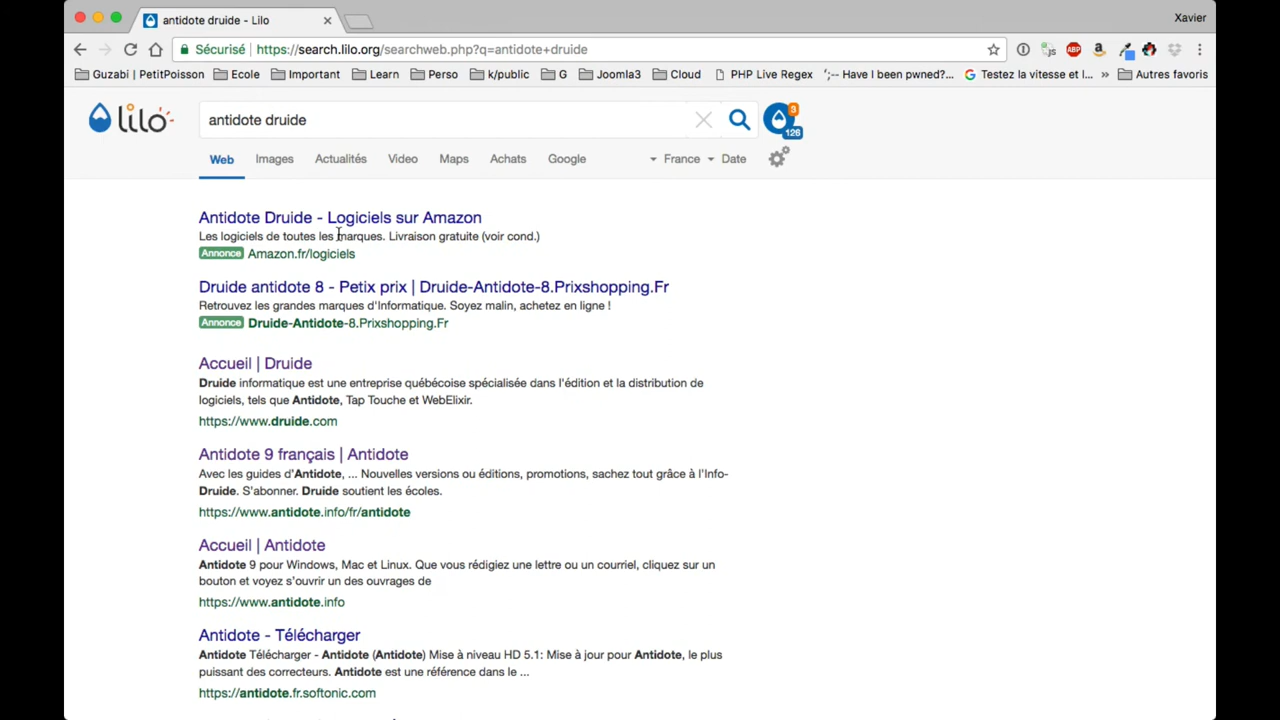 antidote druide - Lilo
Xavier
Sécurisé | https://search.lilo.org/searchweb.php?q=antidote+druide
Guzabi | PetitPoisson Ecole Important Learn Perso k/public G Joomla3 Cloud PHP Live Regex ';-- Have I been pwned?... Testez la vitesse et l... » Autres favoris
lilo antidote druide 3 126
Web Images Actualités Video Maps Achats Google France Date
Antidote Druide - Logiciels sur Amazon
Les logiciels de toutes les marques. Livraison gratuite (voir cond.)
Annonce Amazon.fr/logiciels
Druide antidote 8 - Petix prix | Druide-Antidote-8.Prixshopping.Fr
Retrouvez les grandes marques d'Informatique. Soyez malin, achetez en ligne !
Annonce Druide-Antidote-8.Prixshopping.Fr
Accueil | Druide
Druide informatique est une entreprise québécoise spécialisée dans l'édition et la distribution de
logiciels, tels que Antidote, Tap Touche et WebElixir.
https://www.druide.com
Antidote 9 français | Antidote
Avec les guides d'Antidote, ... Nouvelles versions ou éditions, promotions, sachez tout grâce à l'Info-
Druide. S'abonner. Druide soutient les écoles.
https://www.antidote.info/fr/antidote
Accueil | Antidote
Antidote 9 pour Windows, Mac et Linux. Que vous rédigiez une lettre ou un courriel, cliquez sur un
bouton et voyez s'ouvrir un des ouvrages de
https://www.antidote.info
Antidote - Télécharger
Antidote Télécharger - Antidote (Antidote) Mise à niveau HD 5.1: Mise à jour pour Antidote, le plus
puissant des correcteurs. Antidote est une référence dans le ...
https://antidote.fr.softonic.com